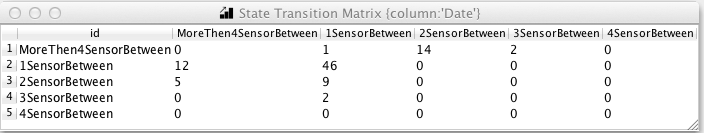 State Transition Matrix {column:'Date'}
id MoreThen4SensorBetween 1SensorBetween 2SensorBetween 3SensorBetween 4SensorBetween
1 MoreThen4SensorBetween 0 1 14 2 0
2 1SensorBetween 12 46 0 0 0
3 2SensorBetween 5 9 0 0 0
4 3SensorBetween 0 2 0 0 0
5 4SensorBetween 0 0 0 0 0